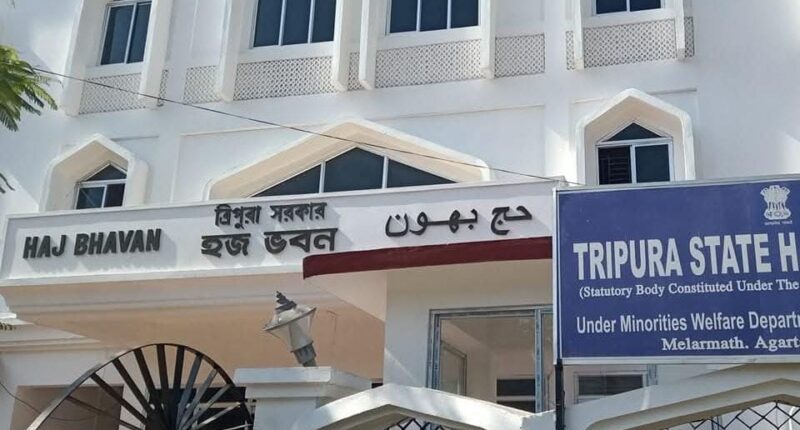 HAJ BHAVAN
ত্রিপুরা সরকার
হজ ভবন
حج بھون
TRIPURA STATE H
(Statutory Body Constituted Under The
Under Minorities Welfare Depart
Melarmath, Agart